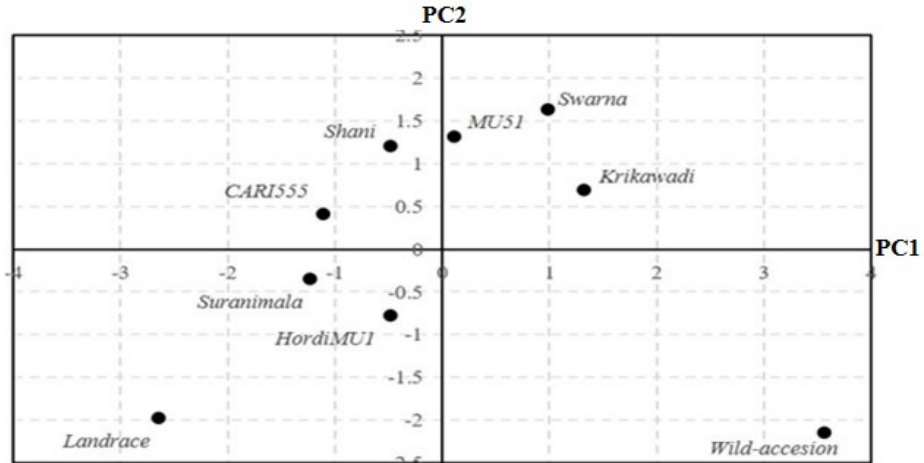 PC2
2.5
2
Swarna
1.5
MU51
Shani
1
Krikawadi
CARI555
0.5
0
PC1
-4
-3
-2
-1
0
1
2
3
4
Suranimala
-0.5
HordiMU1
-1
-1.5
-2
Landrace
Wild-accesion
-2.5